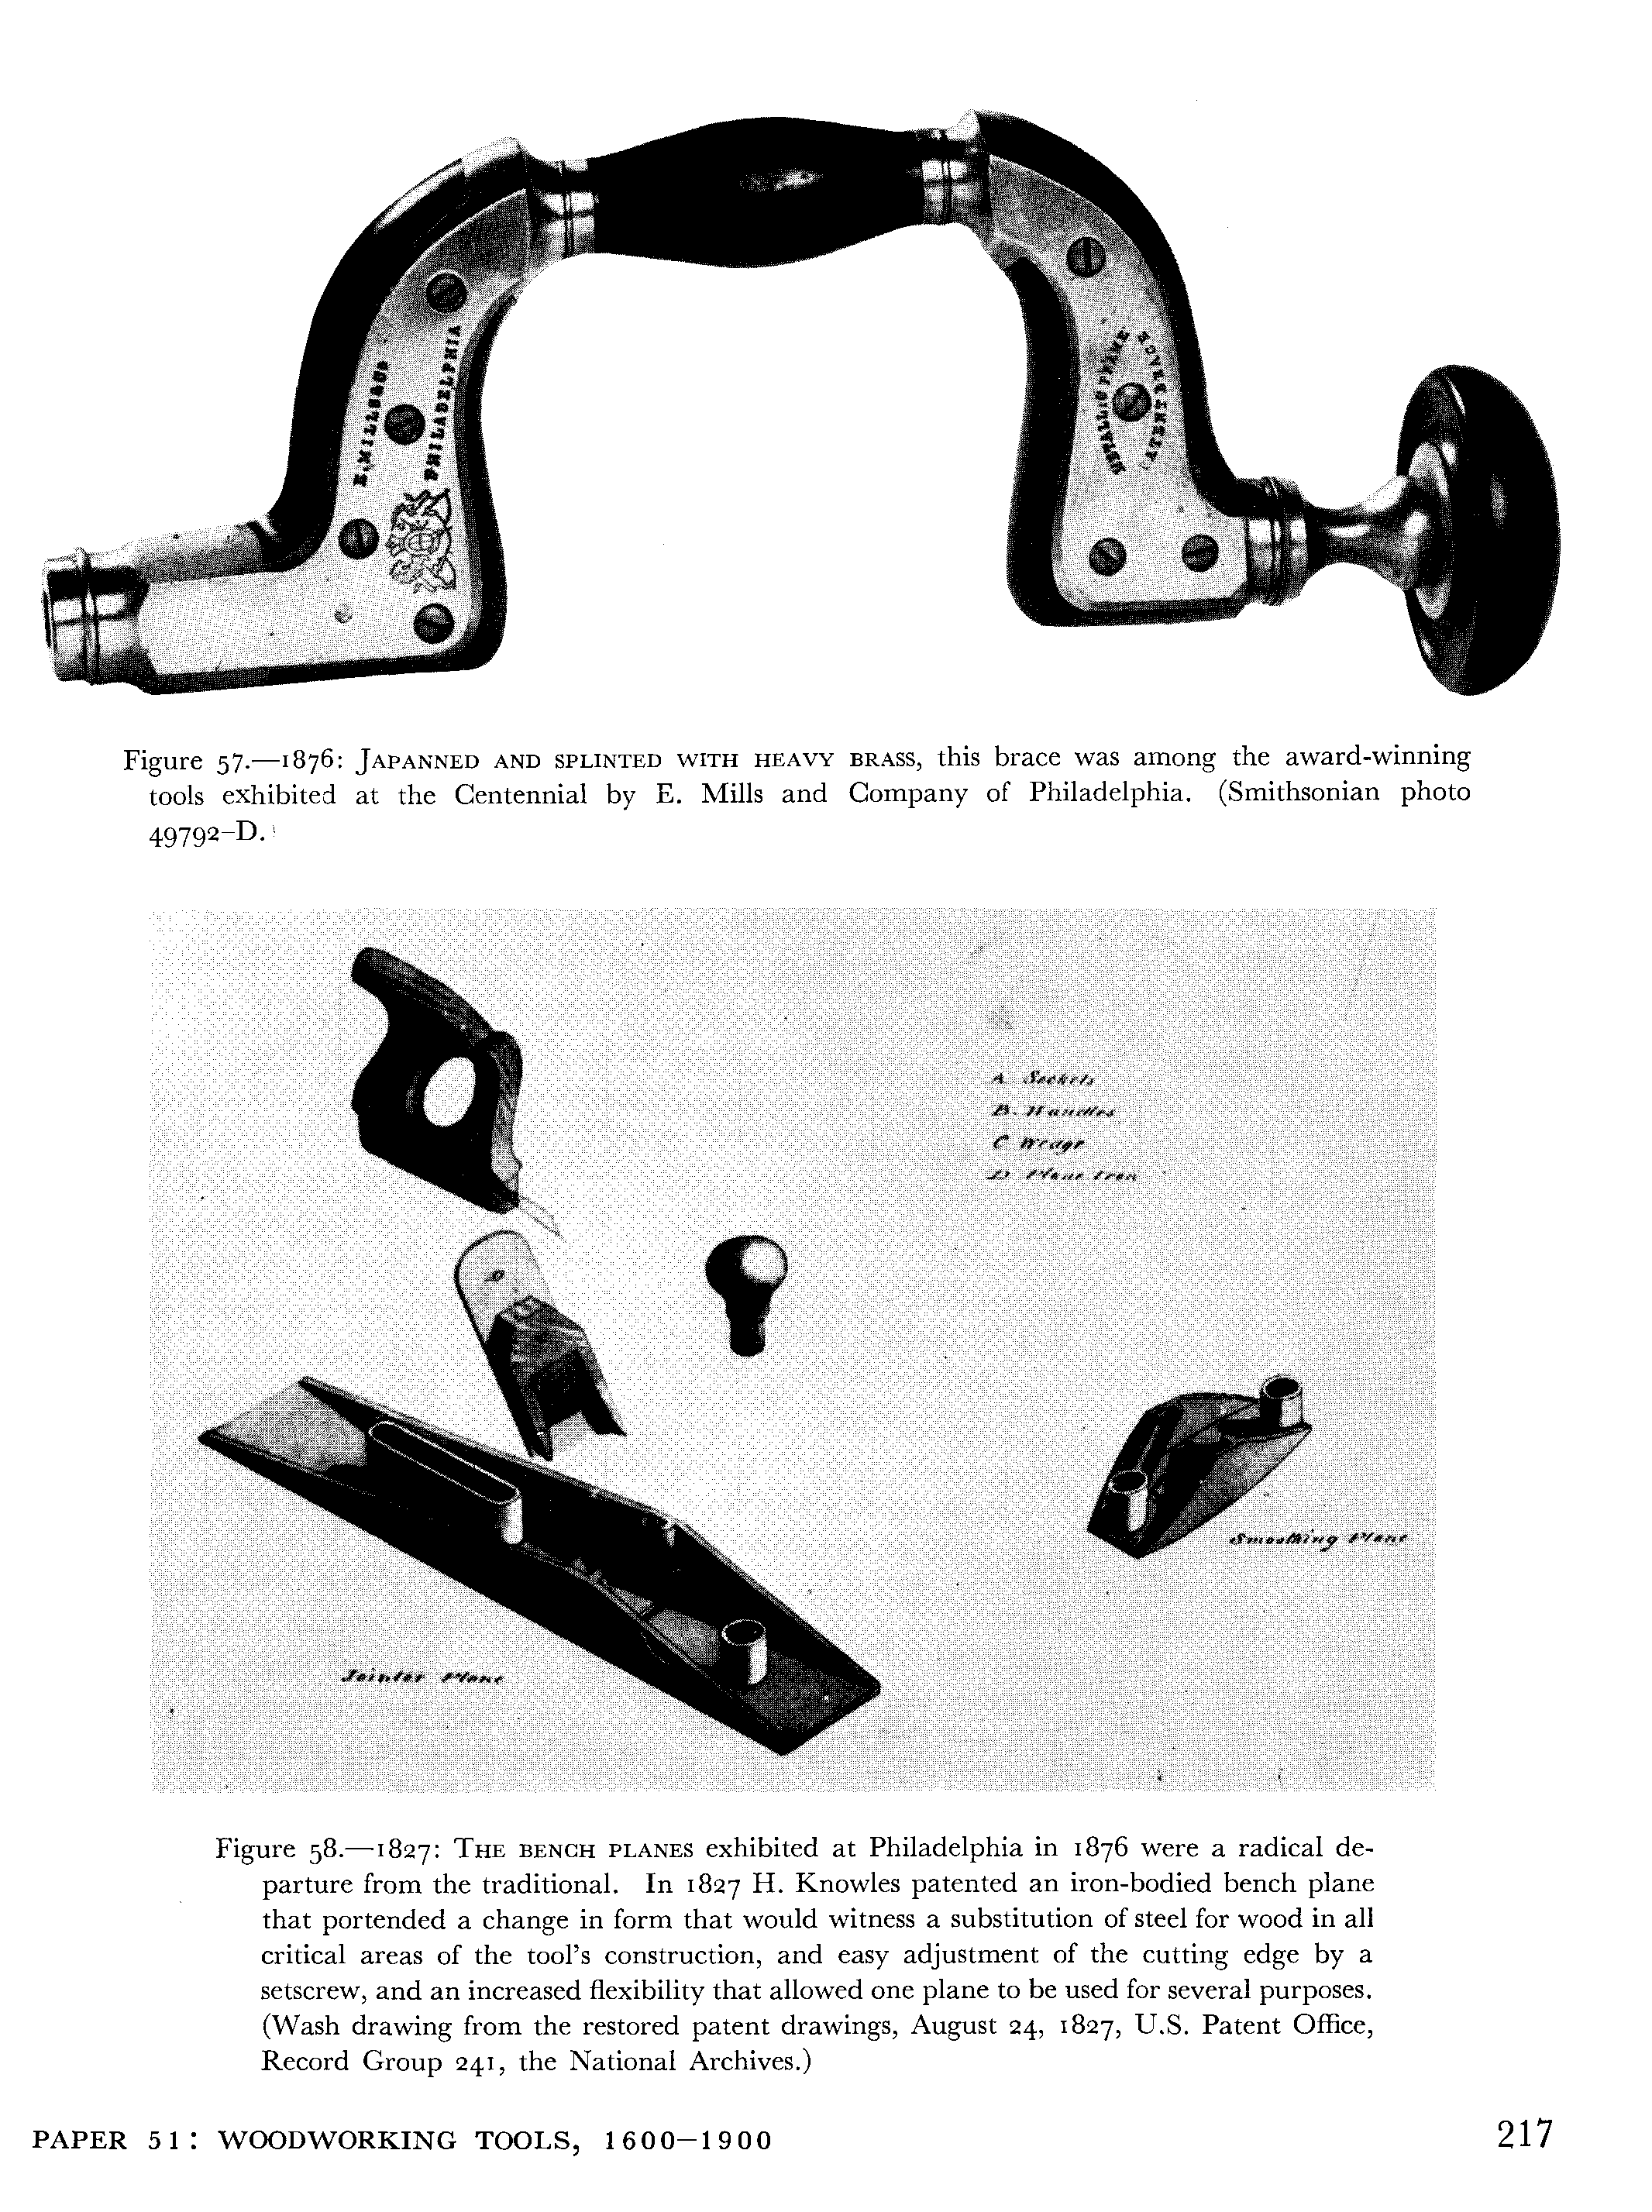 E. MILLS & CO
PHILADELPHIA
METALLIC FRAME
Figure 57.—1876: JAPANNED AND SPLINTED WITH HEAVY BRASS, this brace was among the award-winning
tools exhibited at the Centennial by E. Mills and Company of Philadelphia. (Smithsonian photo
49792–D.
A. Sockets
B. Handles
C Wedge
D Plane Iron
Smoothing Plane
Jointer Plane
Figure 58.—1827: THE BENCH PLANES exhibited at Philadelphia in 1876 were a radical de-
parture from the traditional. In 1827 H. Knowles patented an iron-bodied bench plane
that portended a change in form that would witness a substitution of steel for wood in all
critical areas of the tool's construction, and easy adjustment of the cutting edge by a
setscrew, and an increased flexibility that allowed one plane to be used for several purposes.
(Wash drawing from the restored patent drawings, August 24, 1827, U.S. Patent Office,
Record Group 241, the National Archives.)
PAPER 51: WOODWORKING TOOLS, 1600–1900
217